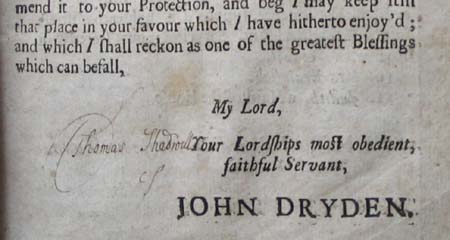 mend it to your Protection, and beg I may keep still
that place in your favour which I have hitherto enjoy'd;
and which I shall reckon as one of the greatest Blessings
which can befall,
My Lord,
Thomas
Your Lordships most obedient,
faithful Servant,
JOHN DRYDEN.